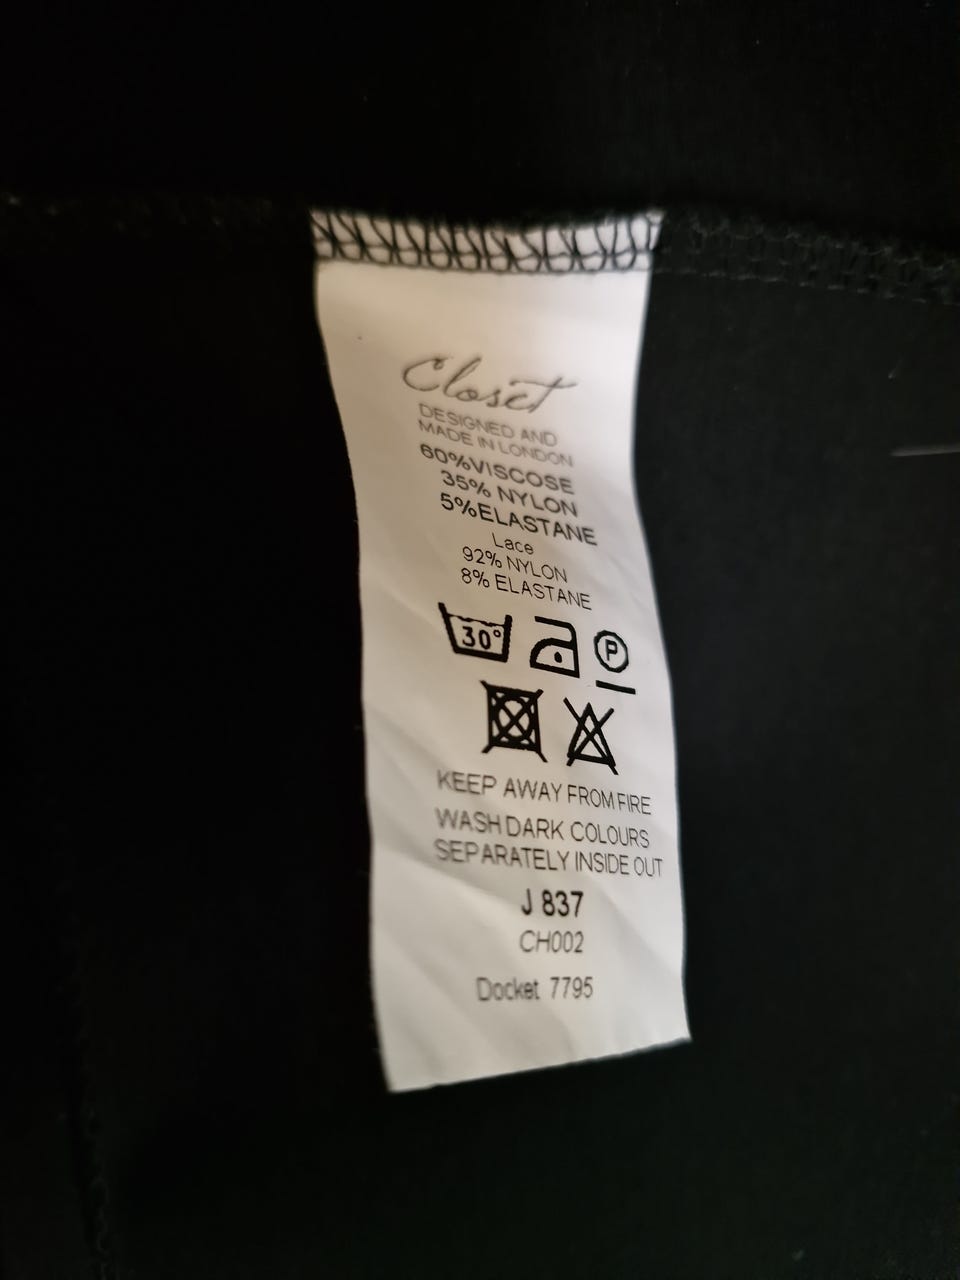 Closet
DESIGNED AND
MADE IN LONDON
60%VISCOSE
35% NYLON
5%ELASTANE
Lace
92% NYLON
8% ELASTANE
30°
P
KEEP AWAY FROM FIRE
WASH DARK COLOURS
SEPARATELY INSIDE OUT
J 837
CH002
Docket 7795